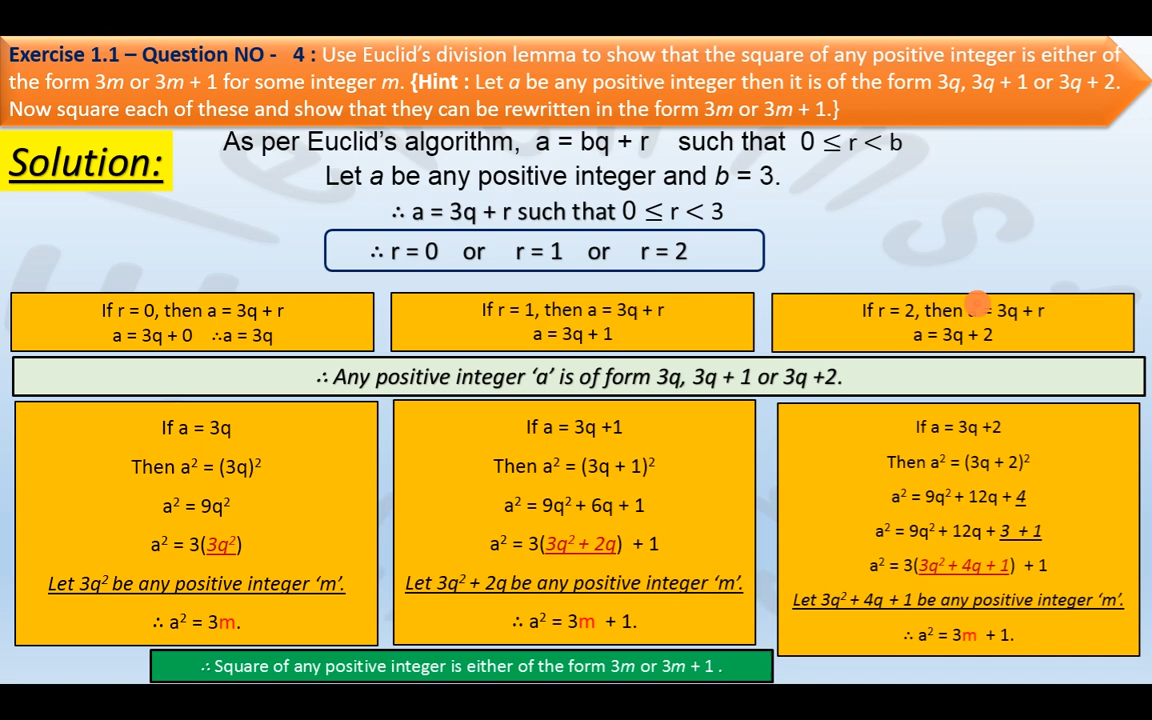 Exercise 1.1 – Question NO - 4 : Use Euclid's division lemma to show that the square of any positive integer is either of
the form 3m or 3m + 1 for some integer m. {Hint : Let a be any positive integer then it is of the form 3q, 3q + 1 or 3q + 2.
Now square each of these and show that they can be rewritten in the form 3m or 3m + 1.}
Solution:
As per Euclid's algorithm, a = bq + r such that 0 ≤ r < b
Let a be any positive integer and b = 3.
∴ a = 3q + r such that 0 ≤ r < 3
∴ r = 0 or r = 1 or r = 2
If r = 0, then a = 3q + r
a = 3q + 0 ∴a = 3q
If r = 1, then a = 3q + r
a = 3q + 1
If r = 2, then = 3q + r
a = 3q + 2
∴ Any positive integer 'a' is of form 3q, 3q + 1 or 3q +2.
If a = 3q
Then a² = (3q)²
a² = 9q²
a² = 3(3q²)
Let 3q² be any positive integer 'm'.
∴ a² = 3m.
If a = 3q +1
Then a² = (3q + 1)²
a² = 9q² + 6q + 1
a² = 3(3q² + 2q) + 1
Let 3q² + 2q be any positive integer 'm'.
∴ a² = 3m + 1.
If a = 3q +2
Then a² = (3q + 2)²
a² = 9q² + 12q + 4
a² = 9q² + 12q + 3 + 1
a² = 3(3q² + 4q + 1) + 1
Let 3q² + 4q + 1 be any positive integer 'm'.
∴ a² = 3m + 1.
∴ Square of any positive integer is either of the form 3m or 3m + 1 .